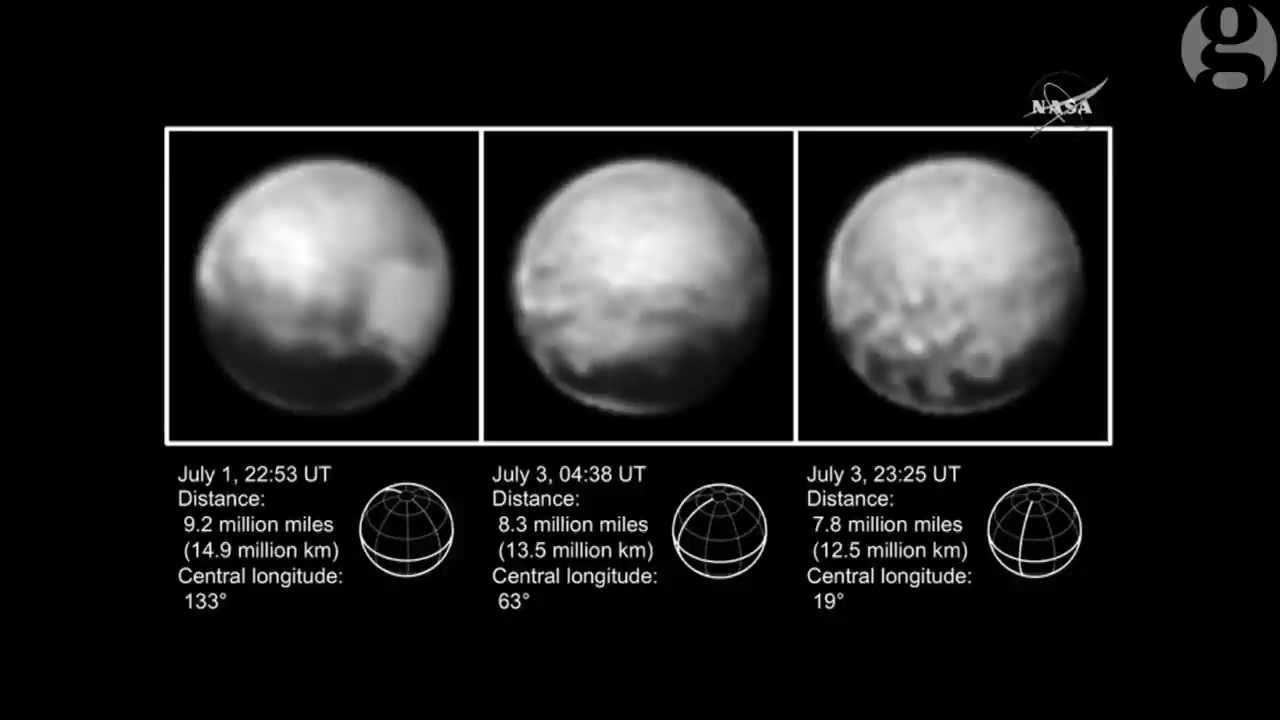 g
NASA
July 1, 22:53 UT
Distance:
9.2 million miles
(14.9 million km)
Central longitude:
133°
July 3, 04:38 UT
Distance:
8.3 million miles
(13.5 million km)
Central longitude:
63°
July 3, 23:25 UT
Distance:
7.8 million miles
(12.5 million km)
Central longitude:
19°